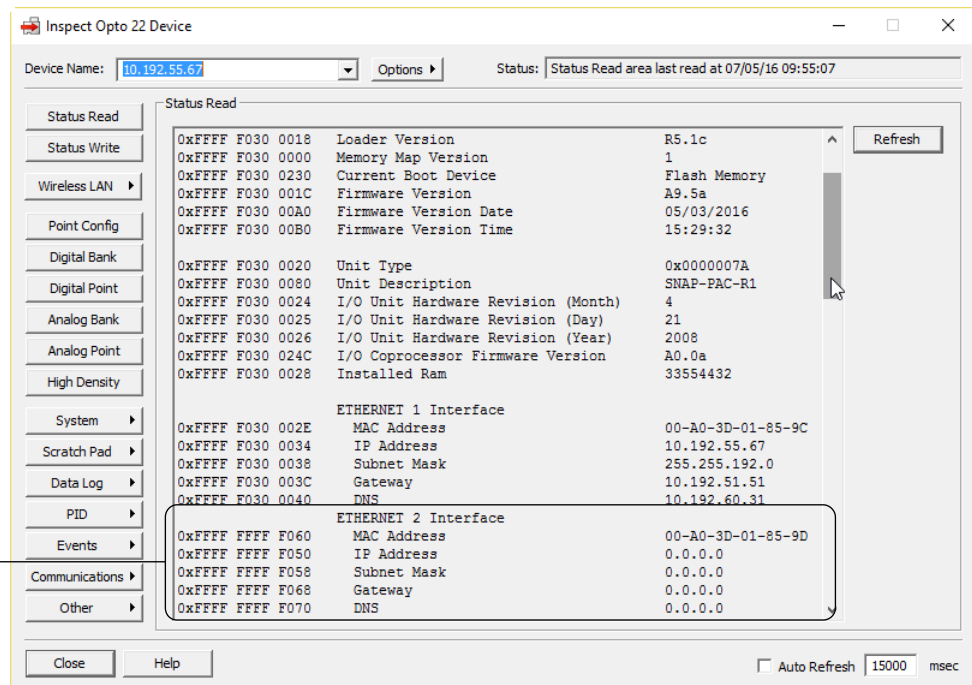 Inspect Opto 22 Device
Device Name: 10.192.55.67 Options Status: Status Read area last read at 07/05/16 09:55:07
Status Read
Status Write
Wireless LAN
Point Config
Digital Bank
Digital Point
Analog Bank
Analog Point
High Density
System
Scratch Pad
Data Log
PID
Events
Communications
Other
Status Read
0xFFFF F030 0018 Loader Version R5.1c
0xFFFF F030 0000 Memory Map Version 1
0xFFFF F030 0230 Current Boot Device Flash Memory
0xFFFF F030 001C Firmware Version A9.5a
0xFFFF F030 00A0 Firmware Version Date 05/03/2016
0xFFFF F030 00B0 Firmware Version Time 15:29:32
0xFFFF F030 0020 Unit Type 0x0000007A
0xFFFF F030 0080 Unit Description SNAP-PAC-R1
0xFFFF F030 0024 I/O Unit Hardware Revision (Month) 4
0xFFFF F030 0025 I/O Unit Hardware Revision (Day) 21
0xFFFF F030 0026 I/O Unit Hardware Revision (Year) 2008
0xFFFF F030 024C I/O Coprocessor Firmware Version A0.0a
0xFFFF F030 0028 Installed Ram 33554432
ETHERNET 1 Interface
0xFFFF F030 002E MAC Address 00-A0-3D-01-85-9C
0xFFFF F030 0034 IP Address 10.192.55.67
0xFFFF F030 0038 Subnet Mask 255.255.192.0
0xFFFF F030 003C Gateway 10.192.51.51
0xFFFF F030 0040 DNS 10.192.60.31
ETHERNET 2 Interface
0xFFFF FFFF F060 MAC Address 00-A0-3D-01-85-9D
0xFFFF FFFF F050 IP Address 0.0.0.0
0xFFFF FFFF F058 Subnet Mask 0.0.0.0
0xFFFF FFFF F068 Gateway 0.0.0.0
0xFFFF FFFF F070 DNS 0.0.0.0
Refresh
Close Help Auto Refresh 15000 msec